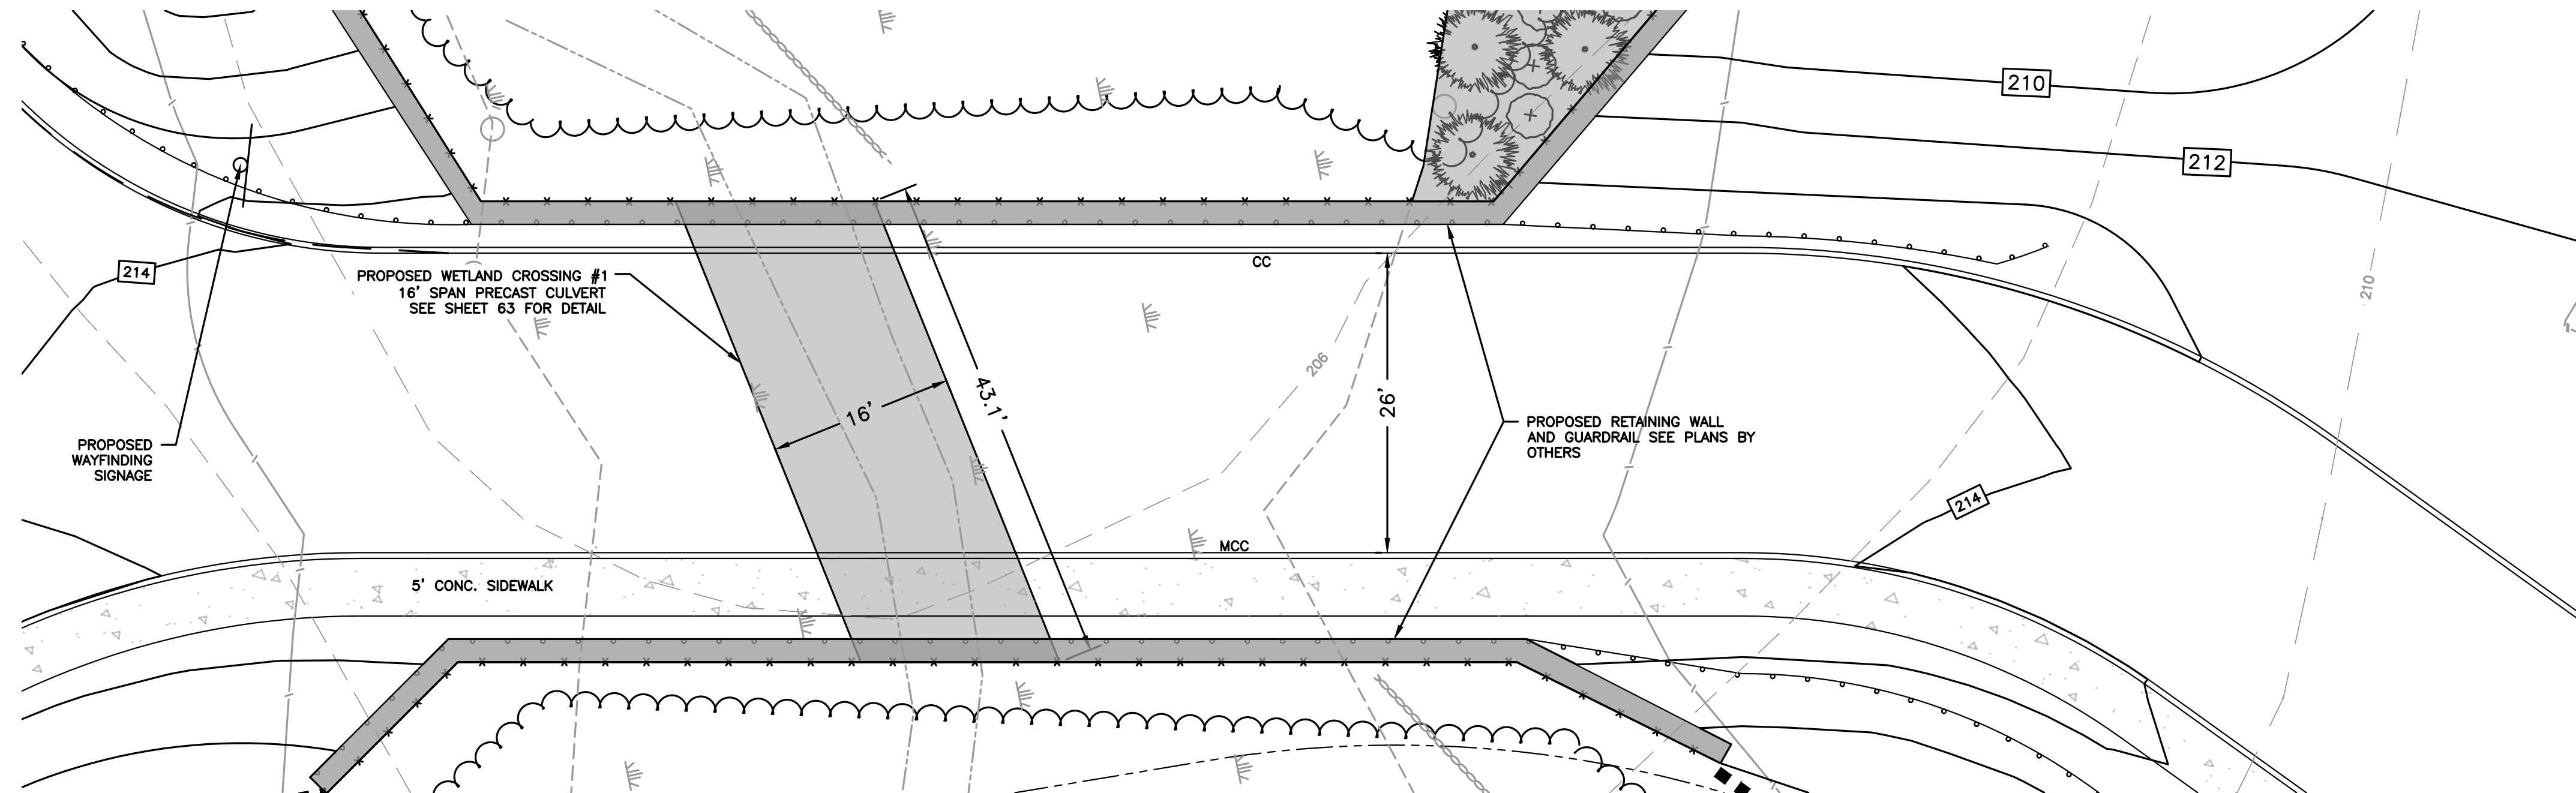 210
212
214
CC
PROPOSED WETLAND CROSSING #1
16' SPAN PRECAST CULVERT
SEE SHEET 63 FOR DETAIL
210
206
43.1'
26'
16'
PROPOSED RETAINING WALL
AND GUARDRAIL SEE PLANS BY
OTHERS
PROPOSED
WAYFINDING
SIGNAGE
214
MCC
5' CONC. SIDEWALK